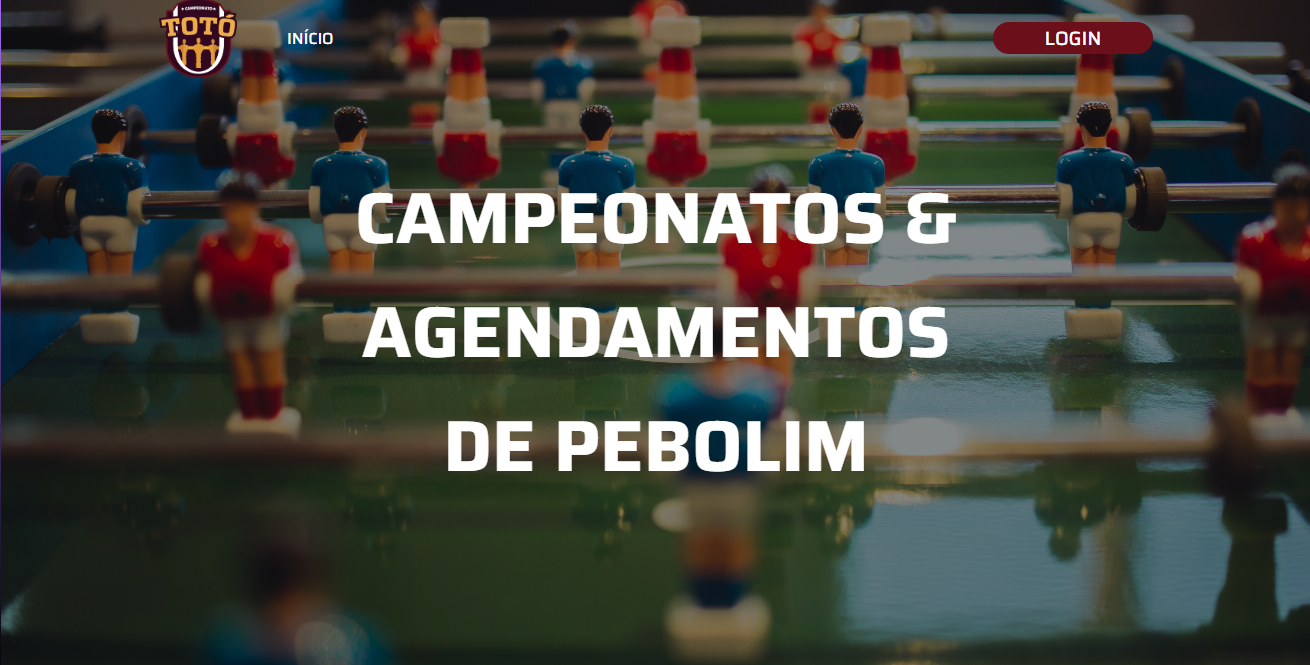 CAMPEONATO
TOTÓ
INÍCIO
LOGIN
CAMPEONATOS &
AGENDAMENTOS
DE PEBOLIM